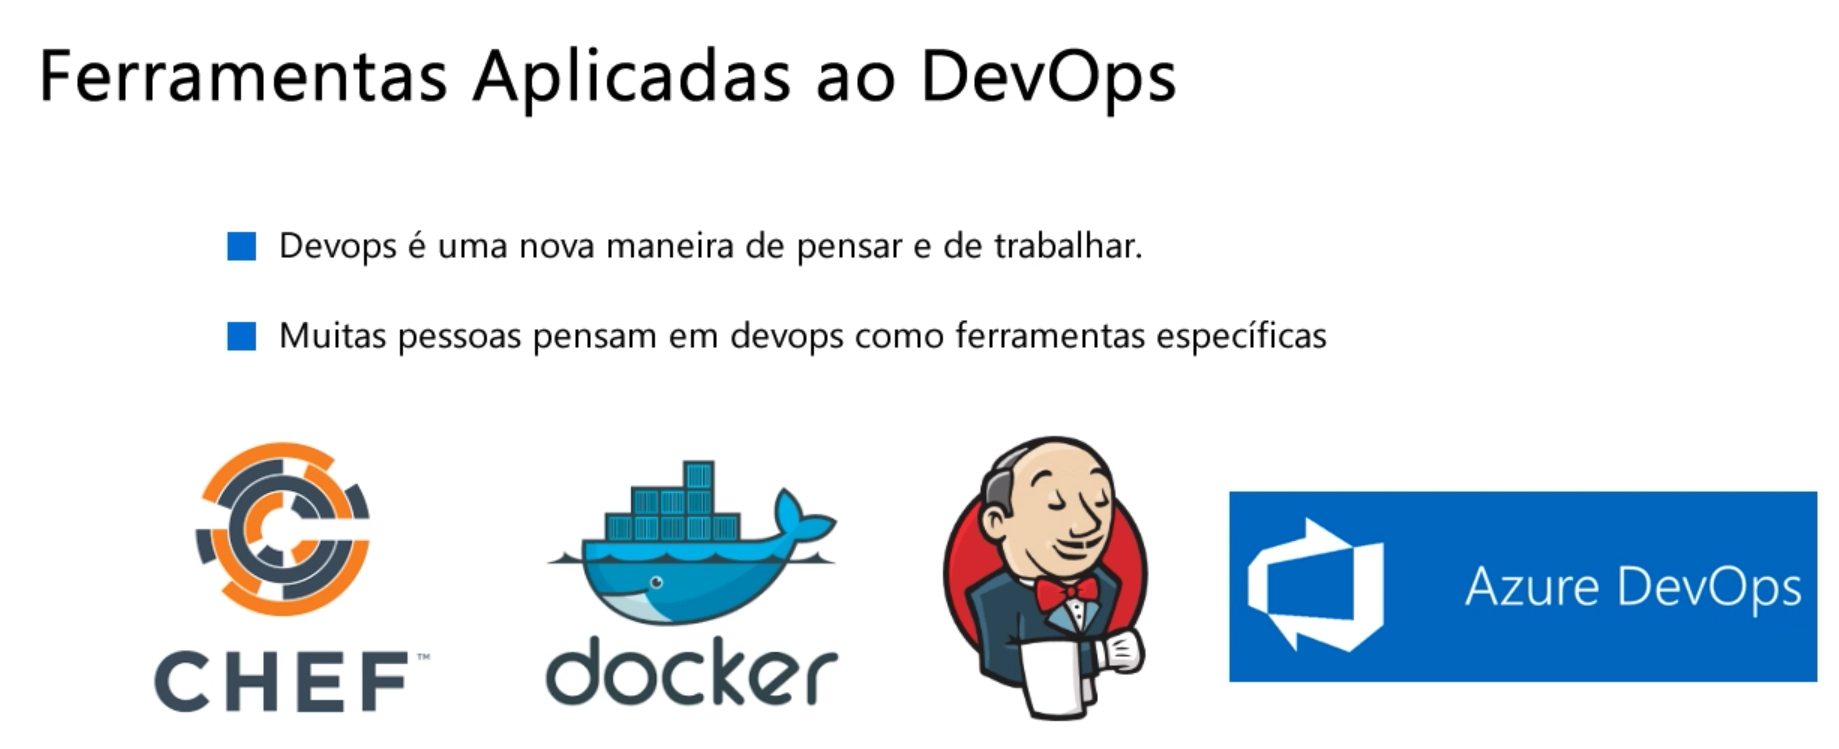 Ferramentas Aplicadas ao DevOps
Devops é uma nova maneira de pensar e de trabalhar.
Muitas pessoas pensam em devops como ferramentas específicas
CHEF™
docker
Azure DevOps